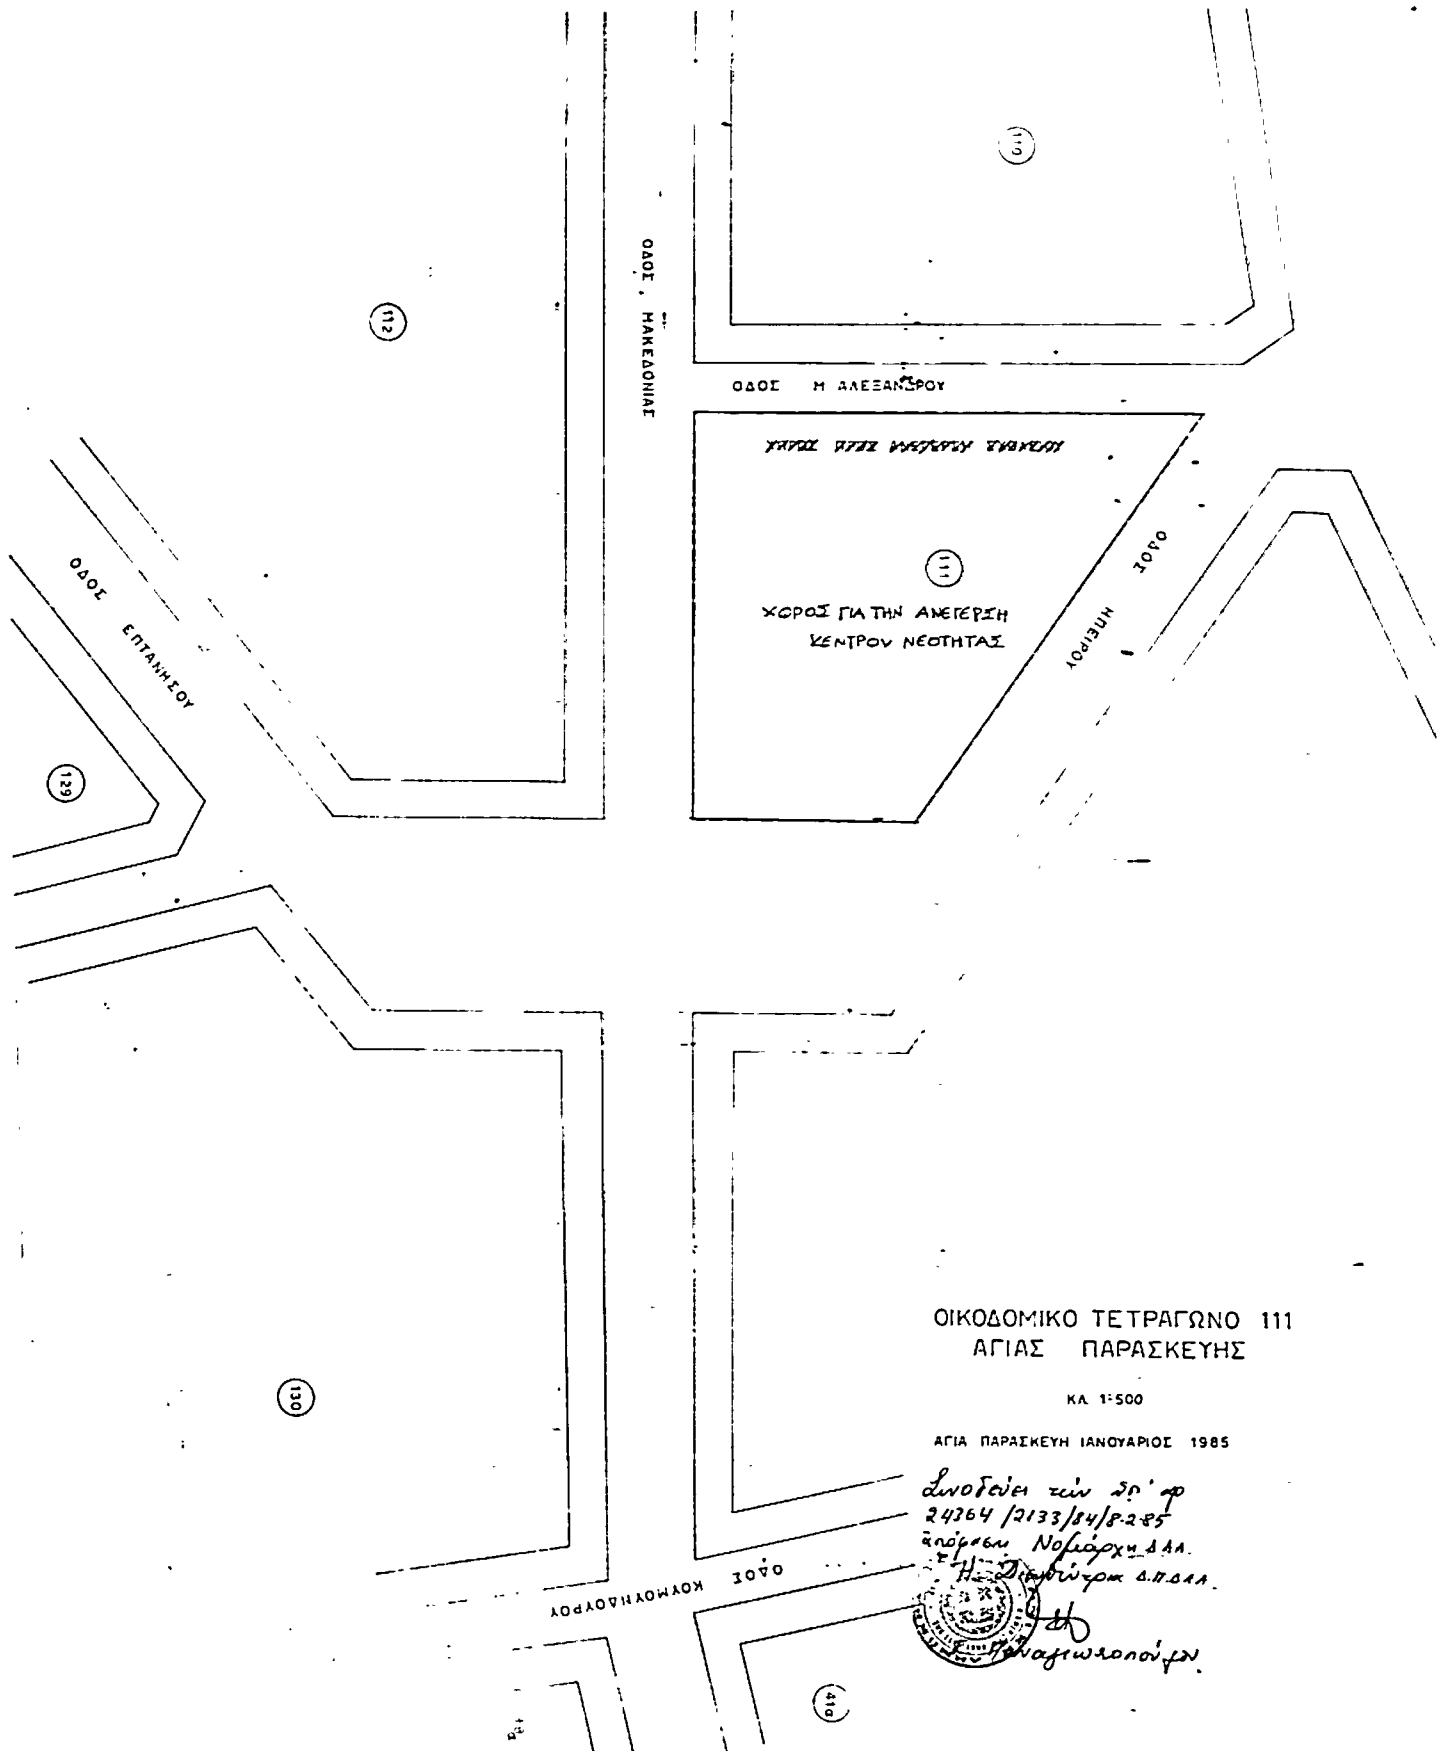 110
112
ΟΔΟΣ , ΜΑΚΕΔΟΝΙΑΣ
ΟΔΟΣ Μ ΑΛΕΞΑΝΔΡΟΥ
111
ΧΩΡΟΣ ΓΙΑ ΤΗΝ ΑΝΕΓΕΡΣΗ
ΚΕΝΤΡΟΥ ΝΕΟΤΗΤΑΣ
ΟΔΟΣ ΗΠΕΙΡΟΥ
ΟΔΟΣ ΕΠΤΑΝΗΣΟΥ
129
130
ΟΙΚΟΔΟΜΙΚΟ ΤΕΤΡΑΓΩΝΟ 111
ΑΓΙΑΣ ΠΑΡΑΣΚΕΥΗΣ
ΚΛ 1:500
ΑΓΙΑ ΠΑΡΑΣΚΕΥΗ ΙΑΝΟΥΑΡΙΟΣ 1985
Συνοδεύει την υπ' αρ
24364/2133/84/8-2-85
απόφαση Νομάρχη Δ.Α.Α.
Η Διευθύντρια Δ.Π.Δ.Α.Α.
Παναγιωτοπούλου
ΟΔΟΣ ΚΟΥΜΟΥΝΔΟΥΡΟΥ
41α